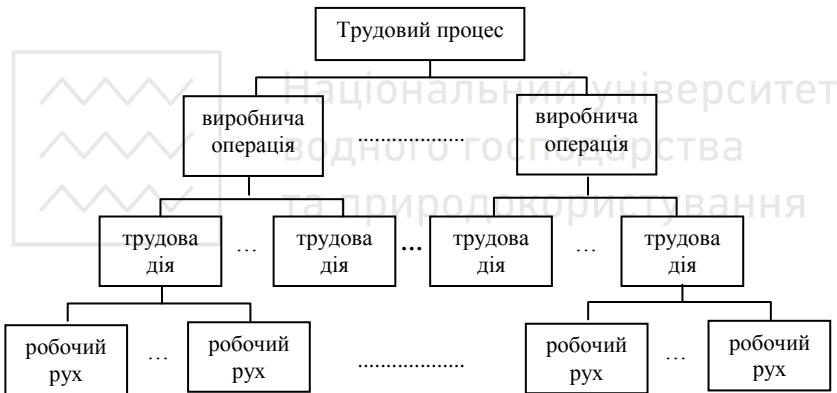 Трудовий процес
Національний університет
водного господарства
та природокористування
виробнича
операція
....................
виробнича
операція
трудова
дія
...
трудова
дія
...
трудова
дія
...
трудова
дія
робочий
рух
...
робочий
рух
....................
робочий
рух
...
робочий
рух